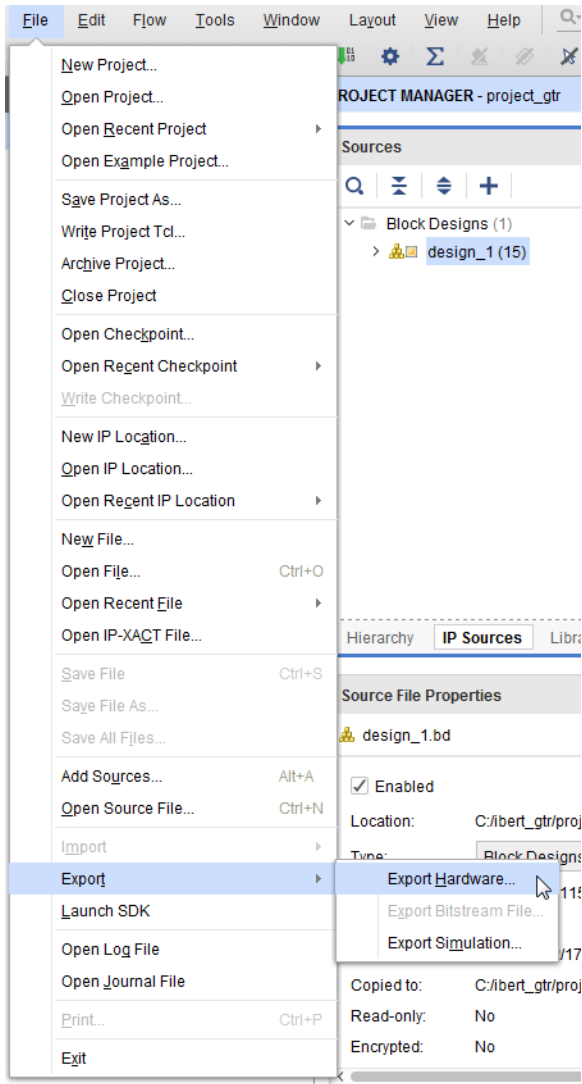 File Edit Flow Tools Window Layout View Help
New Project...
Open Project...
Open Recent Project
Open Example Project...
Save Project As...
Write Project Tcl...
Archive Project...
Close Project
Open Checkpoint...
Open Recent Checkpoint
Write Checkpoint...
New IP Location...
Open IP Location...
Open Recent IP Location
New File...
Open File... Ctrl+O
Open Recent File
Open IP-XACT File...
Save File Ctrl+S
Save File As...
Save All Files...
Add Sources... Alt+A
Open Source File... Ctrl+N
Import
Export
Launch SDK
Open Log File
Open Journal File
Print... Ctrl+P
Exit
Export Hardware...
Export Bitstream File...
Export Simulation...
ROJECT MANAGER - project_gtr
Sources
Block Designs (1)
design_1 (15)
Hierarchy IP Sources Libra
Source File Properties
design_1.bd
Enabled
Location: C:/ibert_gtr/proj
Type: Block Designs
115
/17
Copied to: C:/ibert_gtr/proj
Read-only: No
Encrypted: No